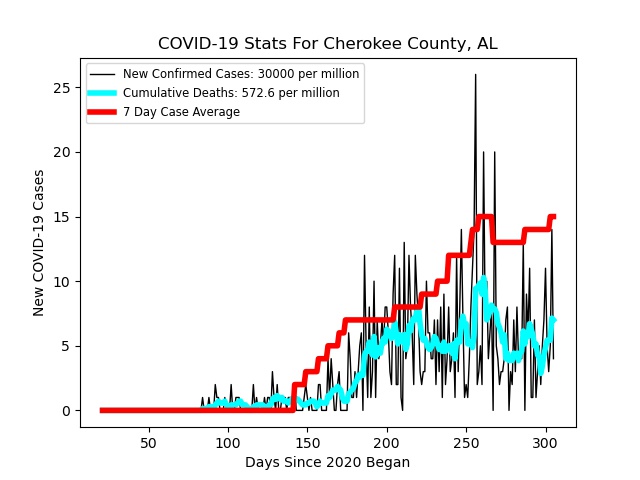 COVID-19 Stats For Cherokee County, AL
New Confirmed Cases: 30000 per million
Cumulative Deaths: 572.6 per million
7 Day Case Average
New COVID-19 Cases
25
20
15
10
5
0
50 100 150 200 250 300
Days Since 2020 Began